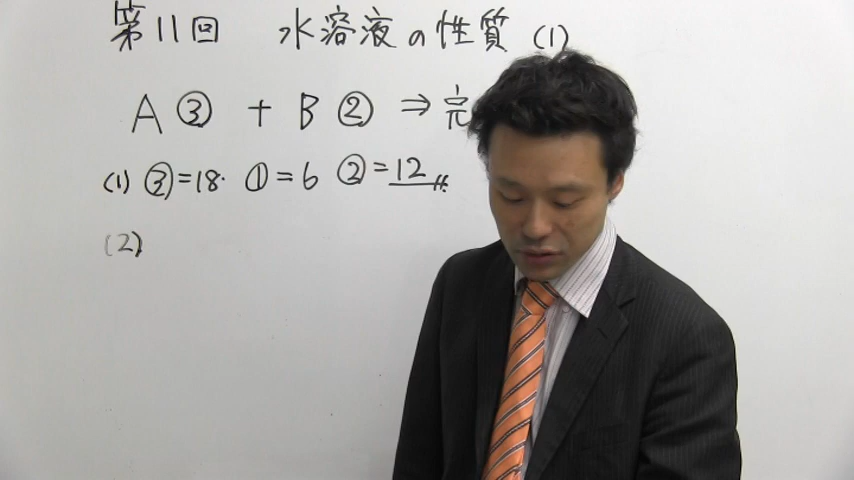 第11回 水溶液の性質 (1)
A ③ + B ② ⇒ 完
(1) ③=18. ①=6 ②=12
(2)